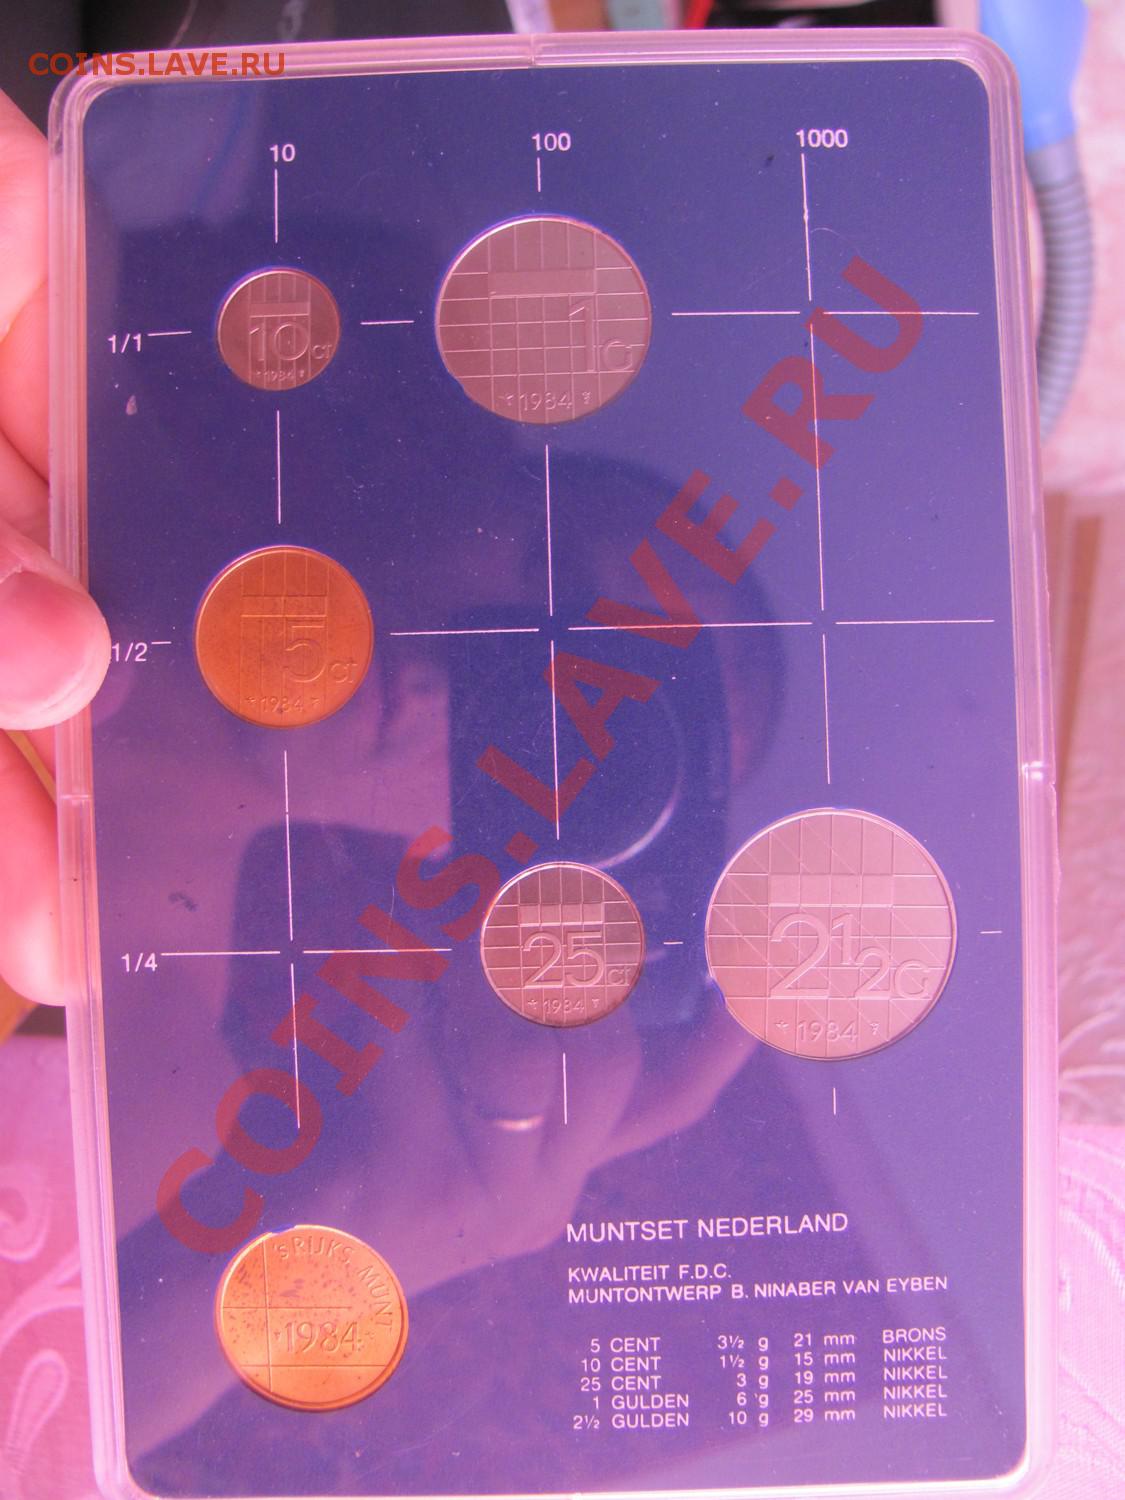 COINS.LAVE.RU
10
100
1000
1/1
10 ct
1984
1 G
1984
1/2
5 ct
1984
COINS.LAVE.RU
1/4
25 ct
1984
2 1 2 G
1984
'S RIJKS MUNT
1984
MUNTSET NEDERLAND
KWALITEIT F.D.C.
MUNTONTWERP B. NINABER VAN EYBEN
5 CENT 3½ g 21 mm BRONS
10 CENT 1½ g 15 mm NIKKEL
25 CENT 3 g 19 mm NIKKEL
1 GULDEN 6 g 25 mm NIKKEL
2½ GULDEN 10 g 29 mm NIKKEL